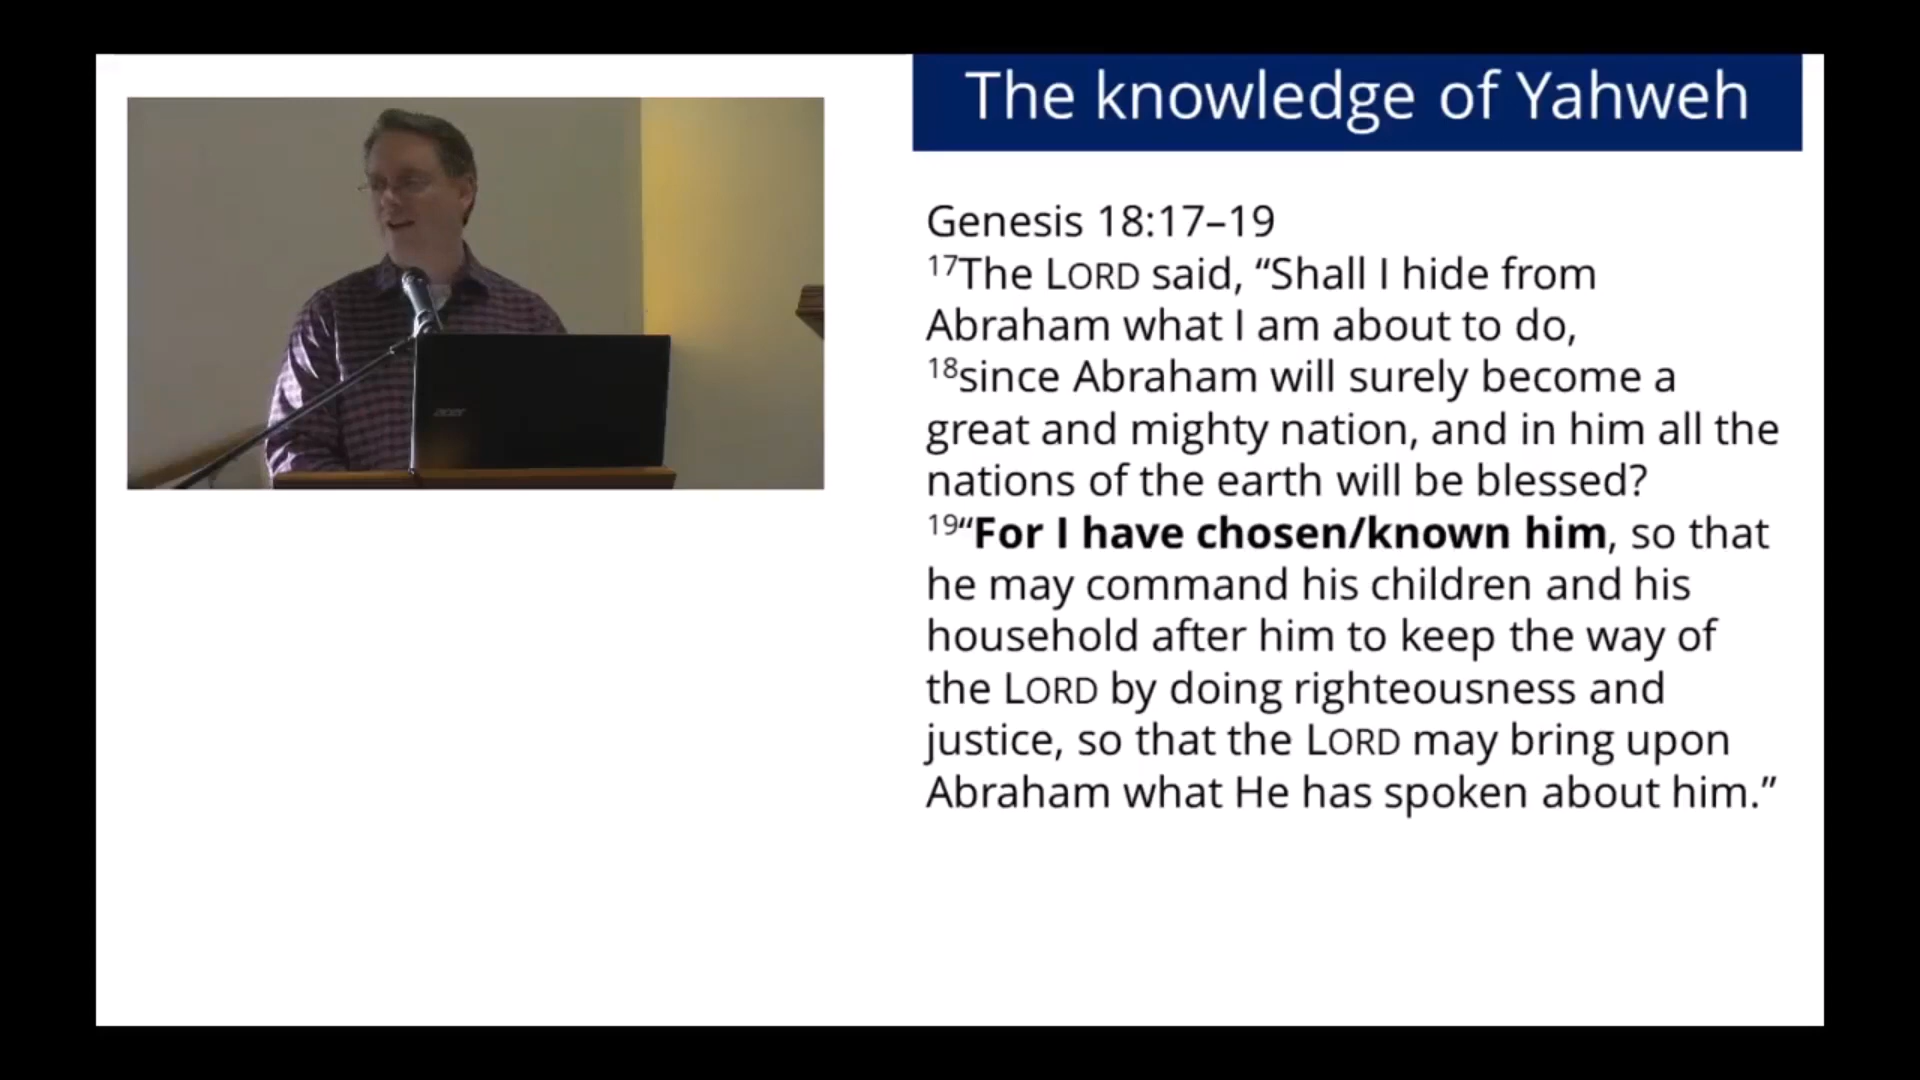 The knowledge of Yahweh
Genesis 18:17–19
17The LORD said, “Shall I hide from
Abraham what I am about to do,
18since Abraham will surely become a
great and mighty nation, and in him all the
nations of the earth will be blessed?
19“For I have chosen/known him, so that
he may command his children and his
household after him to keep the way of
the LORD by doing righteousness and
justice, so that the LORD may bring upon
Abraham what He has spoken about him.”
acer